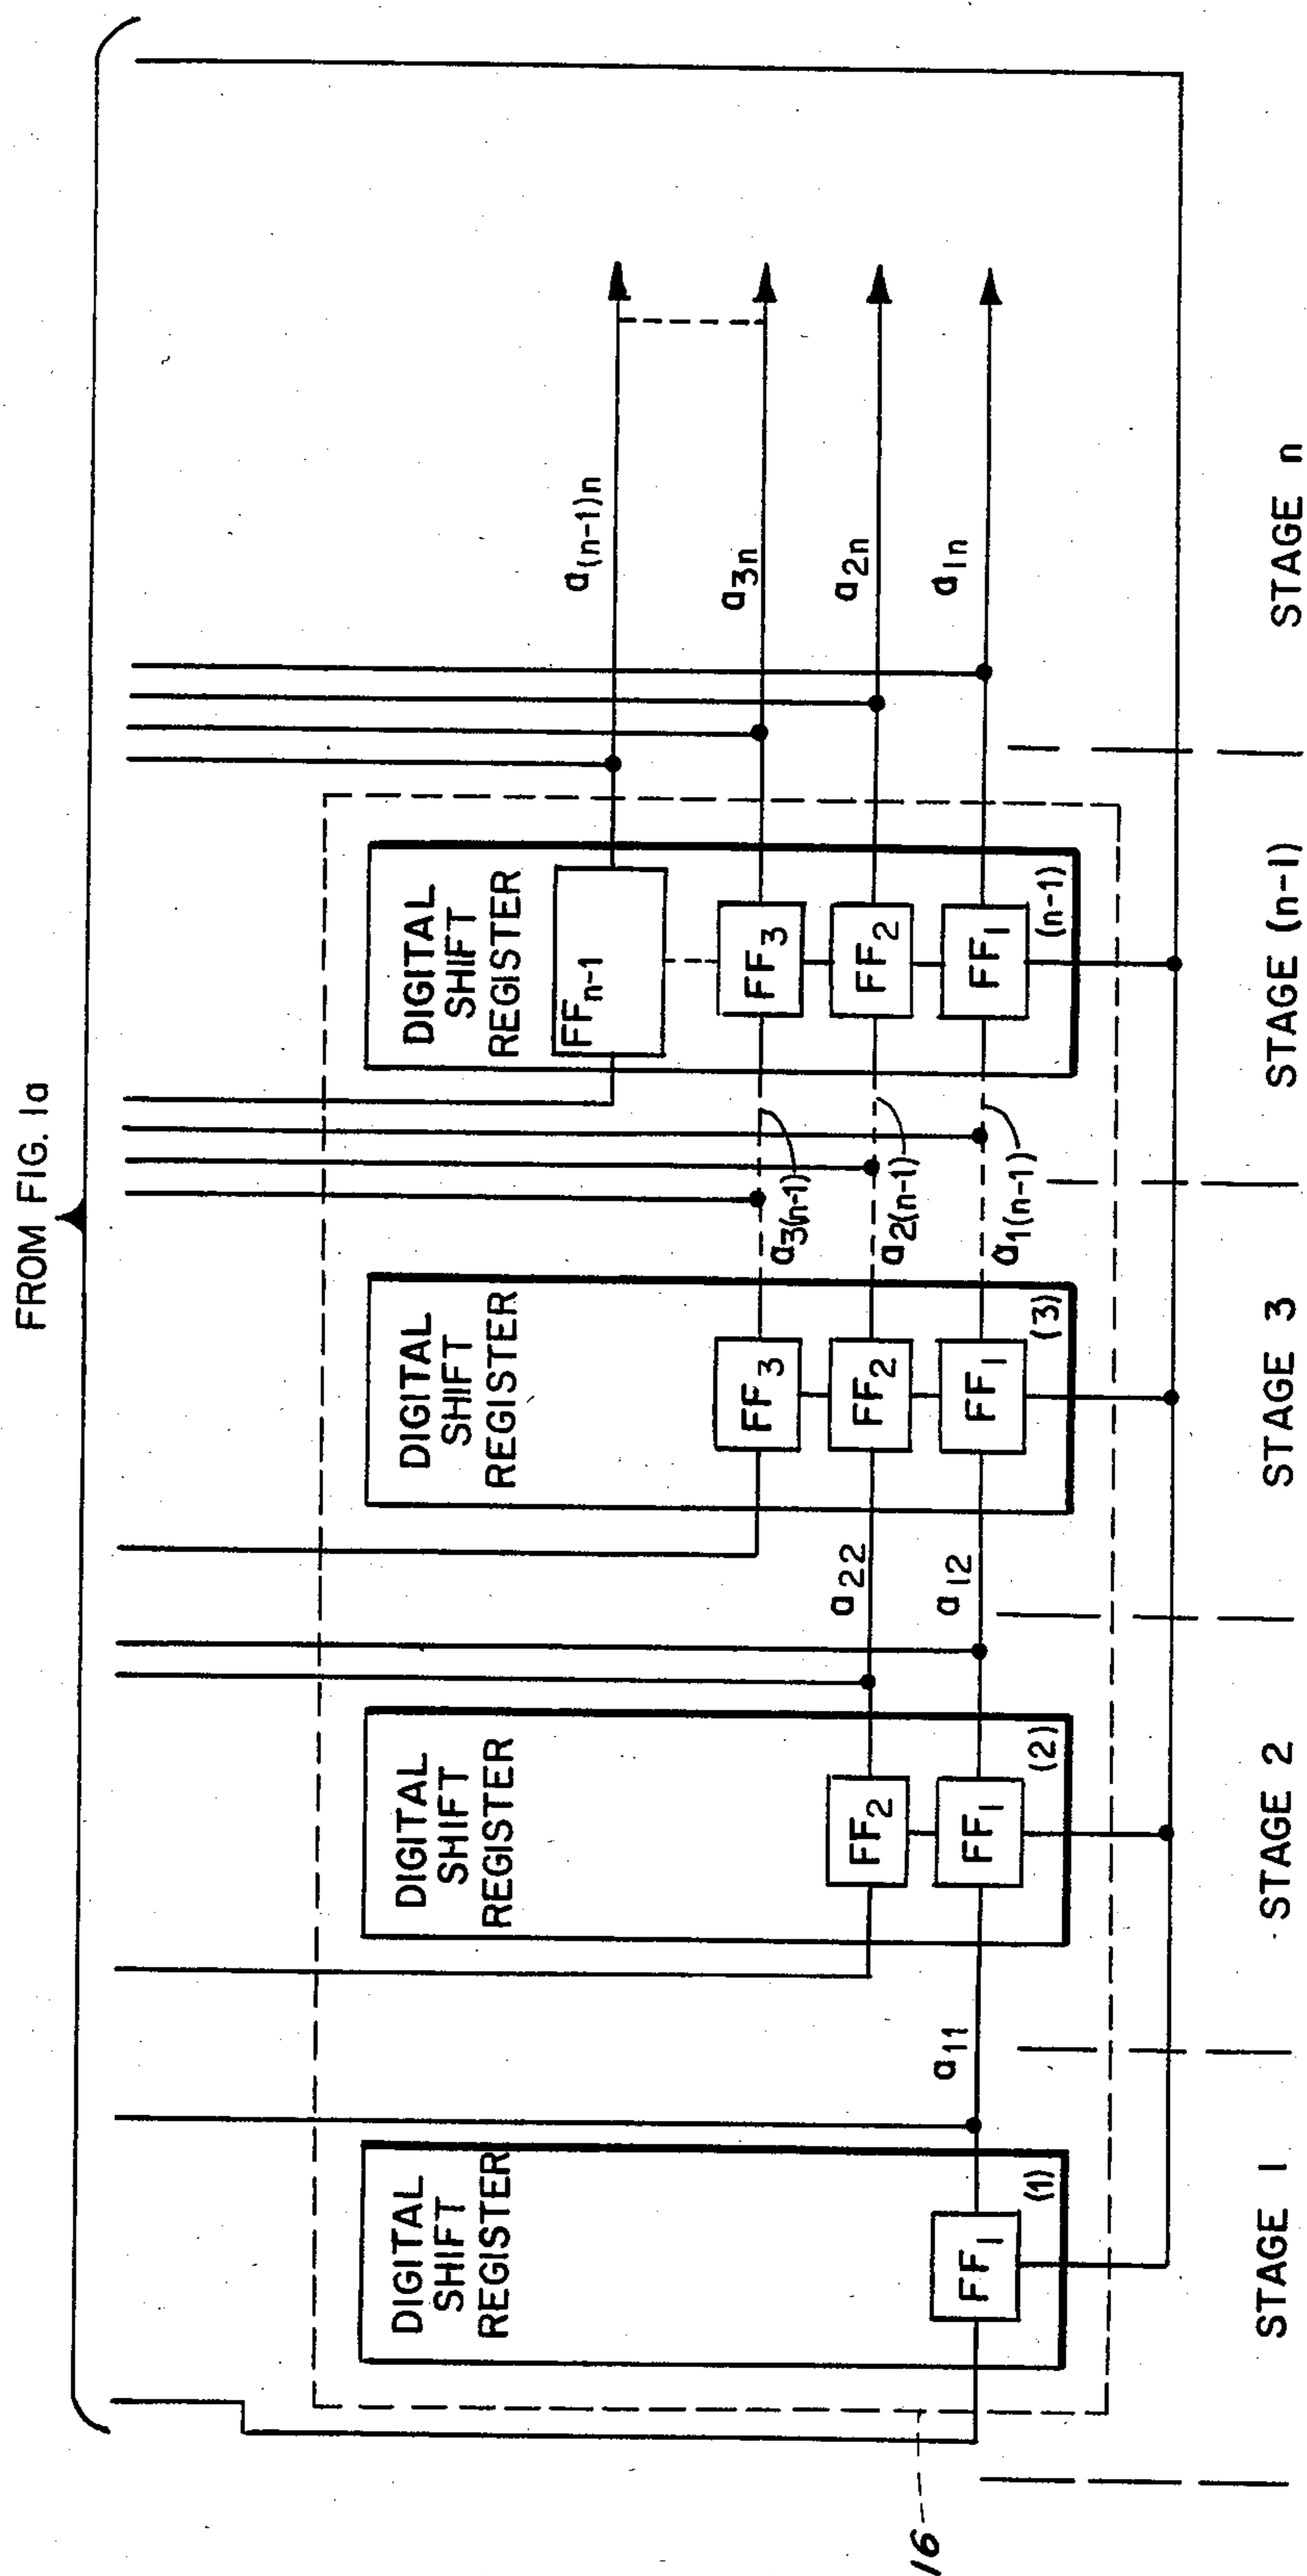 FROM FIG. 1a
DIGITAL
SHIFT
REGISTER
FF1
(1)
a11
DIGITAL
SHIFT
REGISTER
FF2
FF1
(2)
a22
a12
DIGITAL
SHIFT
REGISTER
FF3
FF2
FF1
(3)
a3(n-1)
a2(n-1)
a1(n-1)
DIGITAL
SHIFT
REGISTER
FFn-1
FF3
FF2
FF1
(n-1)
a(n-1)n
a3n
a2n
a1n
16
STAGE 1
STAGE 2
STAGE 3
STAGE (n-1)
STAGE n